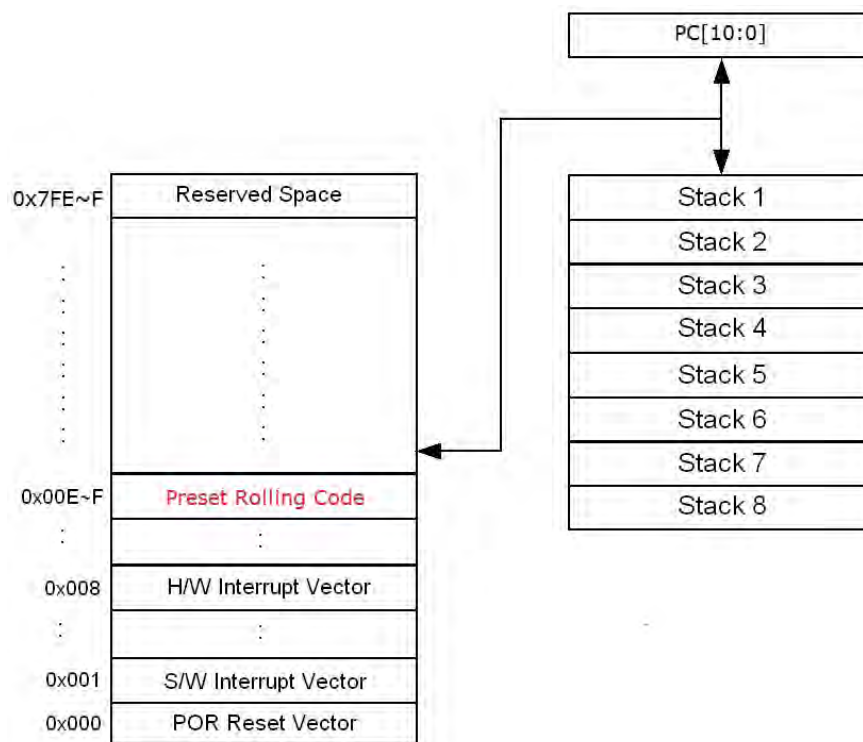 PC[10:0]
0x7FE~F
Reserved Space
Stack 1
Stack 2
Stack 3
Stack 4
Stack 5
Stack 6
Stack 7
Stack 8
0x00E~F
Preset Rolling Code
0x008
H/W Interrupt Vector
0x001
S/W Interrupt Vector
0x000
POR Reset Vector